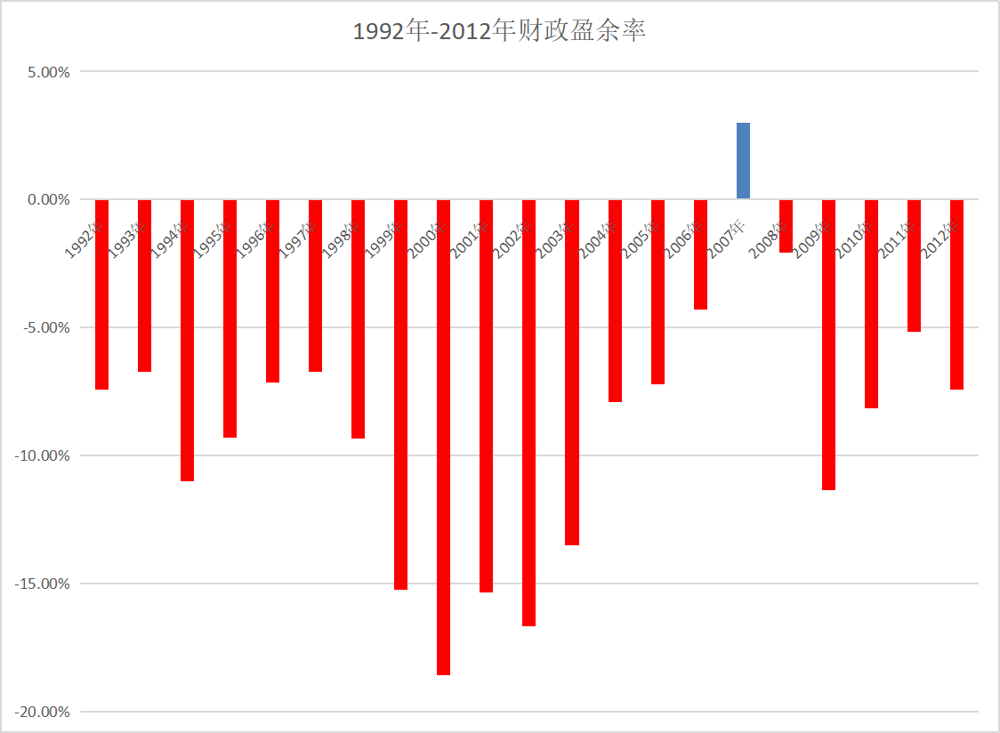 1992年-2012年财政盈余率
5.00%
0.00%
-5.00%
-10.00%
-15.00%
-20.00%
1992年
1993年
1994年
1995年
1996年
1997年
1998年
1999年
2000年
2001年
2002年
2003年
2004年
2005年
2006年
2007年
2008年
2009年
2010年
2011年
2012年